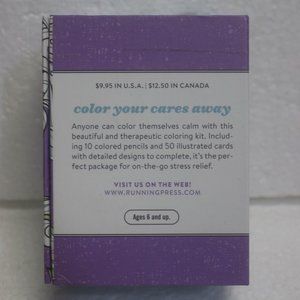 $9.95 IN U.S.A. | $12.50 IN CANADA
color your cares away
Anyone can color themselves calm with this
beautiful and therapeutic coloring kit. Includ-
ing 10 colored pencils and 50 illustrated cards
with detailed designs to complete, it's the per-
fect package for on-the-go stress relief.
VISIT US ON THE WEB!
WWW.RUNNINGPRESS.COM
Ages 6 and up.